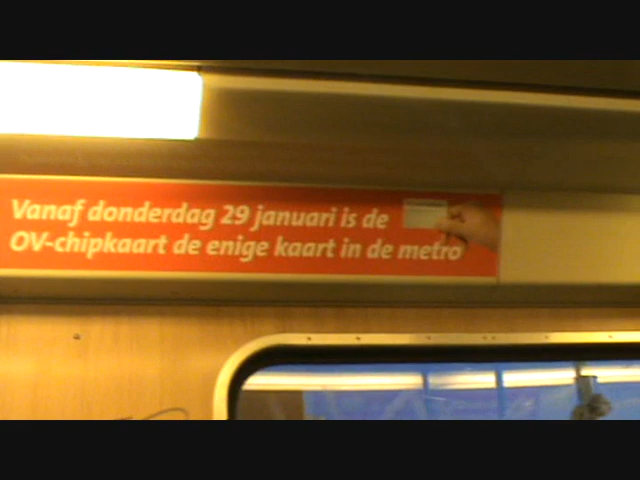 Vanaf donderdag 29 januari is de
OV-chipkaart de enige kaart in de metro